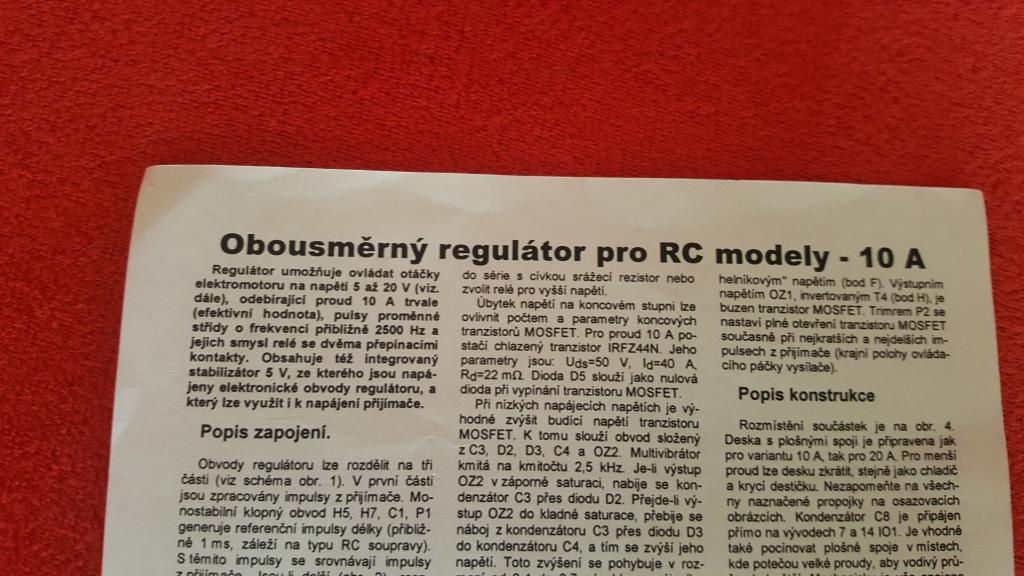 Obousměrný regulátor pro RC modely - 10 A
Regulátor umožňuje ovládat otáčky
elektromotoru na napětí 5 až 20 V (viz.
dále), odebírající proud 10 A trvale
(efektivní hodnota), pulsy proměnné
střídy o frekvenci přibližně 2500 Hz a
jejich smysl relé se dvěma přepínacími
kontakty. Obsahuje též integrovaný
stabilizátor 5 V, ze kterého jsou napá-
jeny elektronické obvody regulátoru, a
který lze využít i k napájení přijímače.
Popis zapojení.
Obvody regulátoru lze rozdělit na tři
části (viz schéma obr. 1). V první části
jsou zpracovány impulsy z přijímače. Mo-
nostabilní klopný obvod H5, H7, C1, P1
generuje referenční impulsy délky (přibliž-
ně 1 ms, záleží na typu RC soupravy).
S těmito impulsy se srovnávají impulsy
z přijímače.
do série s cívkou srážecí rezistor nebo
zvolit relé pro vyšší napětí.
Úbytek napětí na koncovém stupni lze
ovlivnit počtem a parametry koncových
tranzistorů MOSFET. Pro proud 10 A po-
stačí chlazený tranzistor IRFZ44N. Jeho
parametry jsou: Uds=50 V, Id=40 A,
Rd=22 mΩ. Dioda D5 slouží jako nulová
dioda při vypínání tranzistoru MOSFET.
Při nízkých napájecích napětích je vý-
hodné zvýšit budící napětí tranzistoru
MOSFET. K tomu slouží obvod složený
z C3, D2, D3, C4 a OZ2. Multivibrátor
kmitá na kmitočtu 2,5 kHz. Je-li výstup
OZ2 v záporné saturaci, nabije se kon-
denzátor C3 přes diodu D2. Přejde-li vý-
stup OZ2 do kladné saturace, přebije se
náboj z kondenzátoru C3 přes diodu D3
do kondenzátoru C4, a tím se zvýší jeho
napětí. Toto zvýšení se pohybuje v roz-
helníkovým" napětím (bod F). Výstupním
napětím OZ1, invertovaným T4 (bod H), je
buzen tranzistor MOSFET. Trimrem P2 se
nastaví plné otevření tranzistoru MOSFET
současně při nejkratších a nejdelších im-
pulsech z přijímače (krajní polohy ovláda-
cího páčky vysílače).
Popis konstrukce
Rozmístění součástek je na obr. 4.
Deska s plošnými spoji je připravena jak
pro variantu 10 A, tak pro 20 A. Pro menší
proud lze desku zkrátit, stejně jako chladič
a krycí destičku. Nezapomeňte na všech-
ny naznačené propojky na osazovacích
obrázcích. Kondenzátor C8 je připájen
přímo na vývodech 7 a 14 IO1. Je vhodné
také pocínovat plošné spoje v místech,
kde potečou velké proudy, aby vodivý prů-